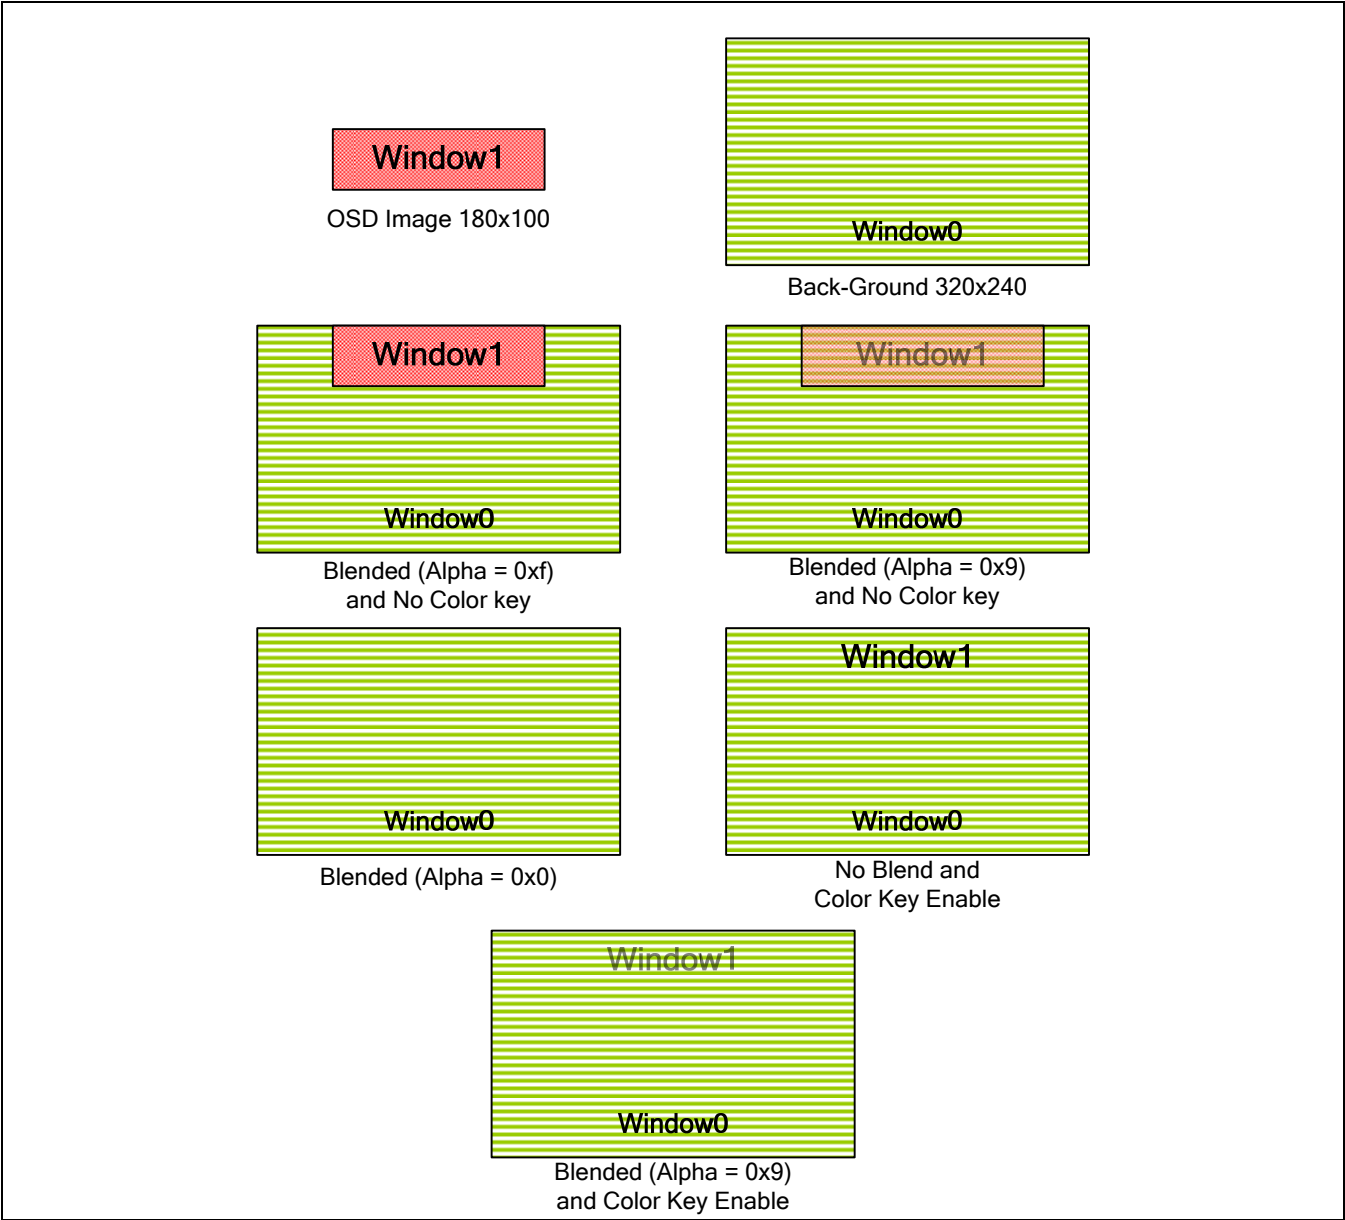 Window1
OSD Image 180x100
Window0
Back-Ground 320x240
Window1
Window0
Blended (Alpha = 0xf)
and No Color key
Window1
Window0
Blended (Alpha = 0x9)
and No Color key
Window0
Blended (Alpha = 0x0)
Window1
Window0
No Blend and
Color Key Enable
Window1
Window0
Blended (Alpha = 0x9)
and Color Key Enable